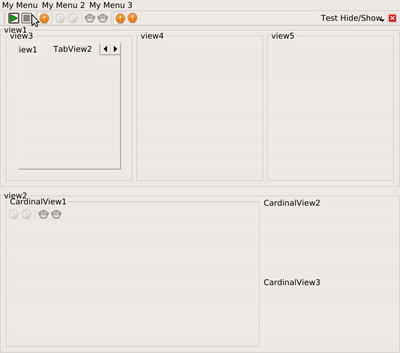 My Menu My Menu 2 My Menu 3
Test Hide/Show
view1
view3
view4
view5
iew1 TabView2
view2
CardinalView1
CardinalView2
CardinalView3